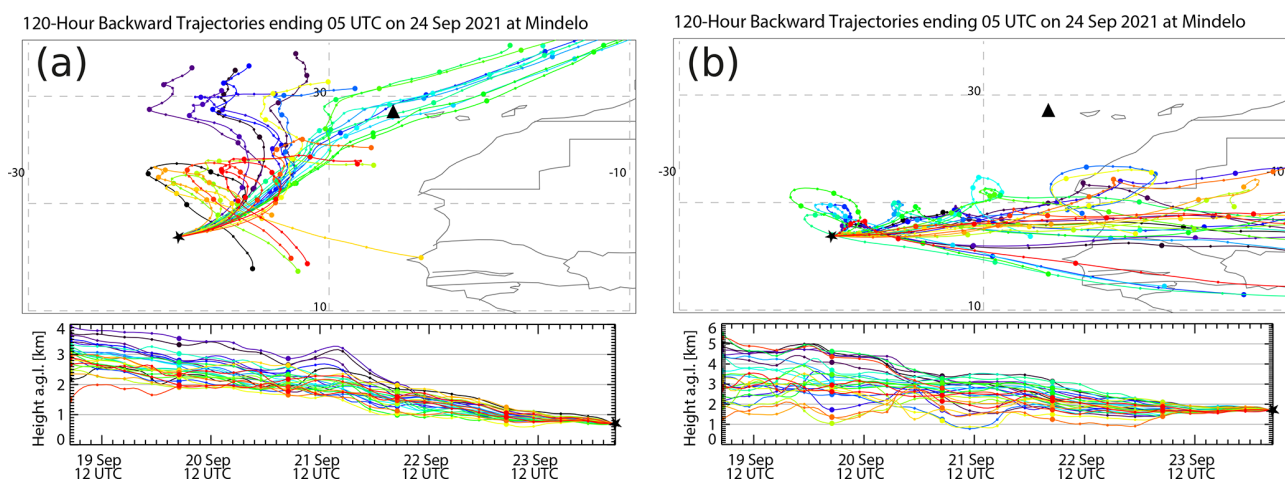 120-Hour Backward Trajectories ending 05 UTC on 24 Sep 2021 at Mindelo
(a)
30
-30
-10
10
4
3
2
1
0
Height a.g.l. [km]
19 Sep
12 UTC
20 Sep
12 UTC
21 Sep
12 UTC
22 Sep
12 UTC
23 Sep
12 UTC
120-Hour Backward Trajectories ending 05 UTC on 24 Sep 2021 at Mindelo
(b)
30
-30
-10
10
6
5
4
3
2
1
0
Height a.g.l. [km]
19 Sep
12 UTC
20 Sep
12 UTC
21 Sep
12 UTC
22 Sep
12 UTC
23 Sep
12 UTC